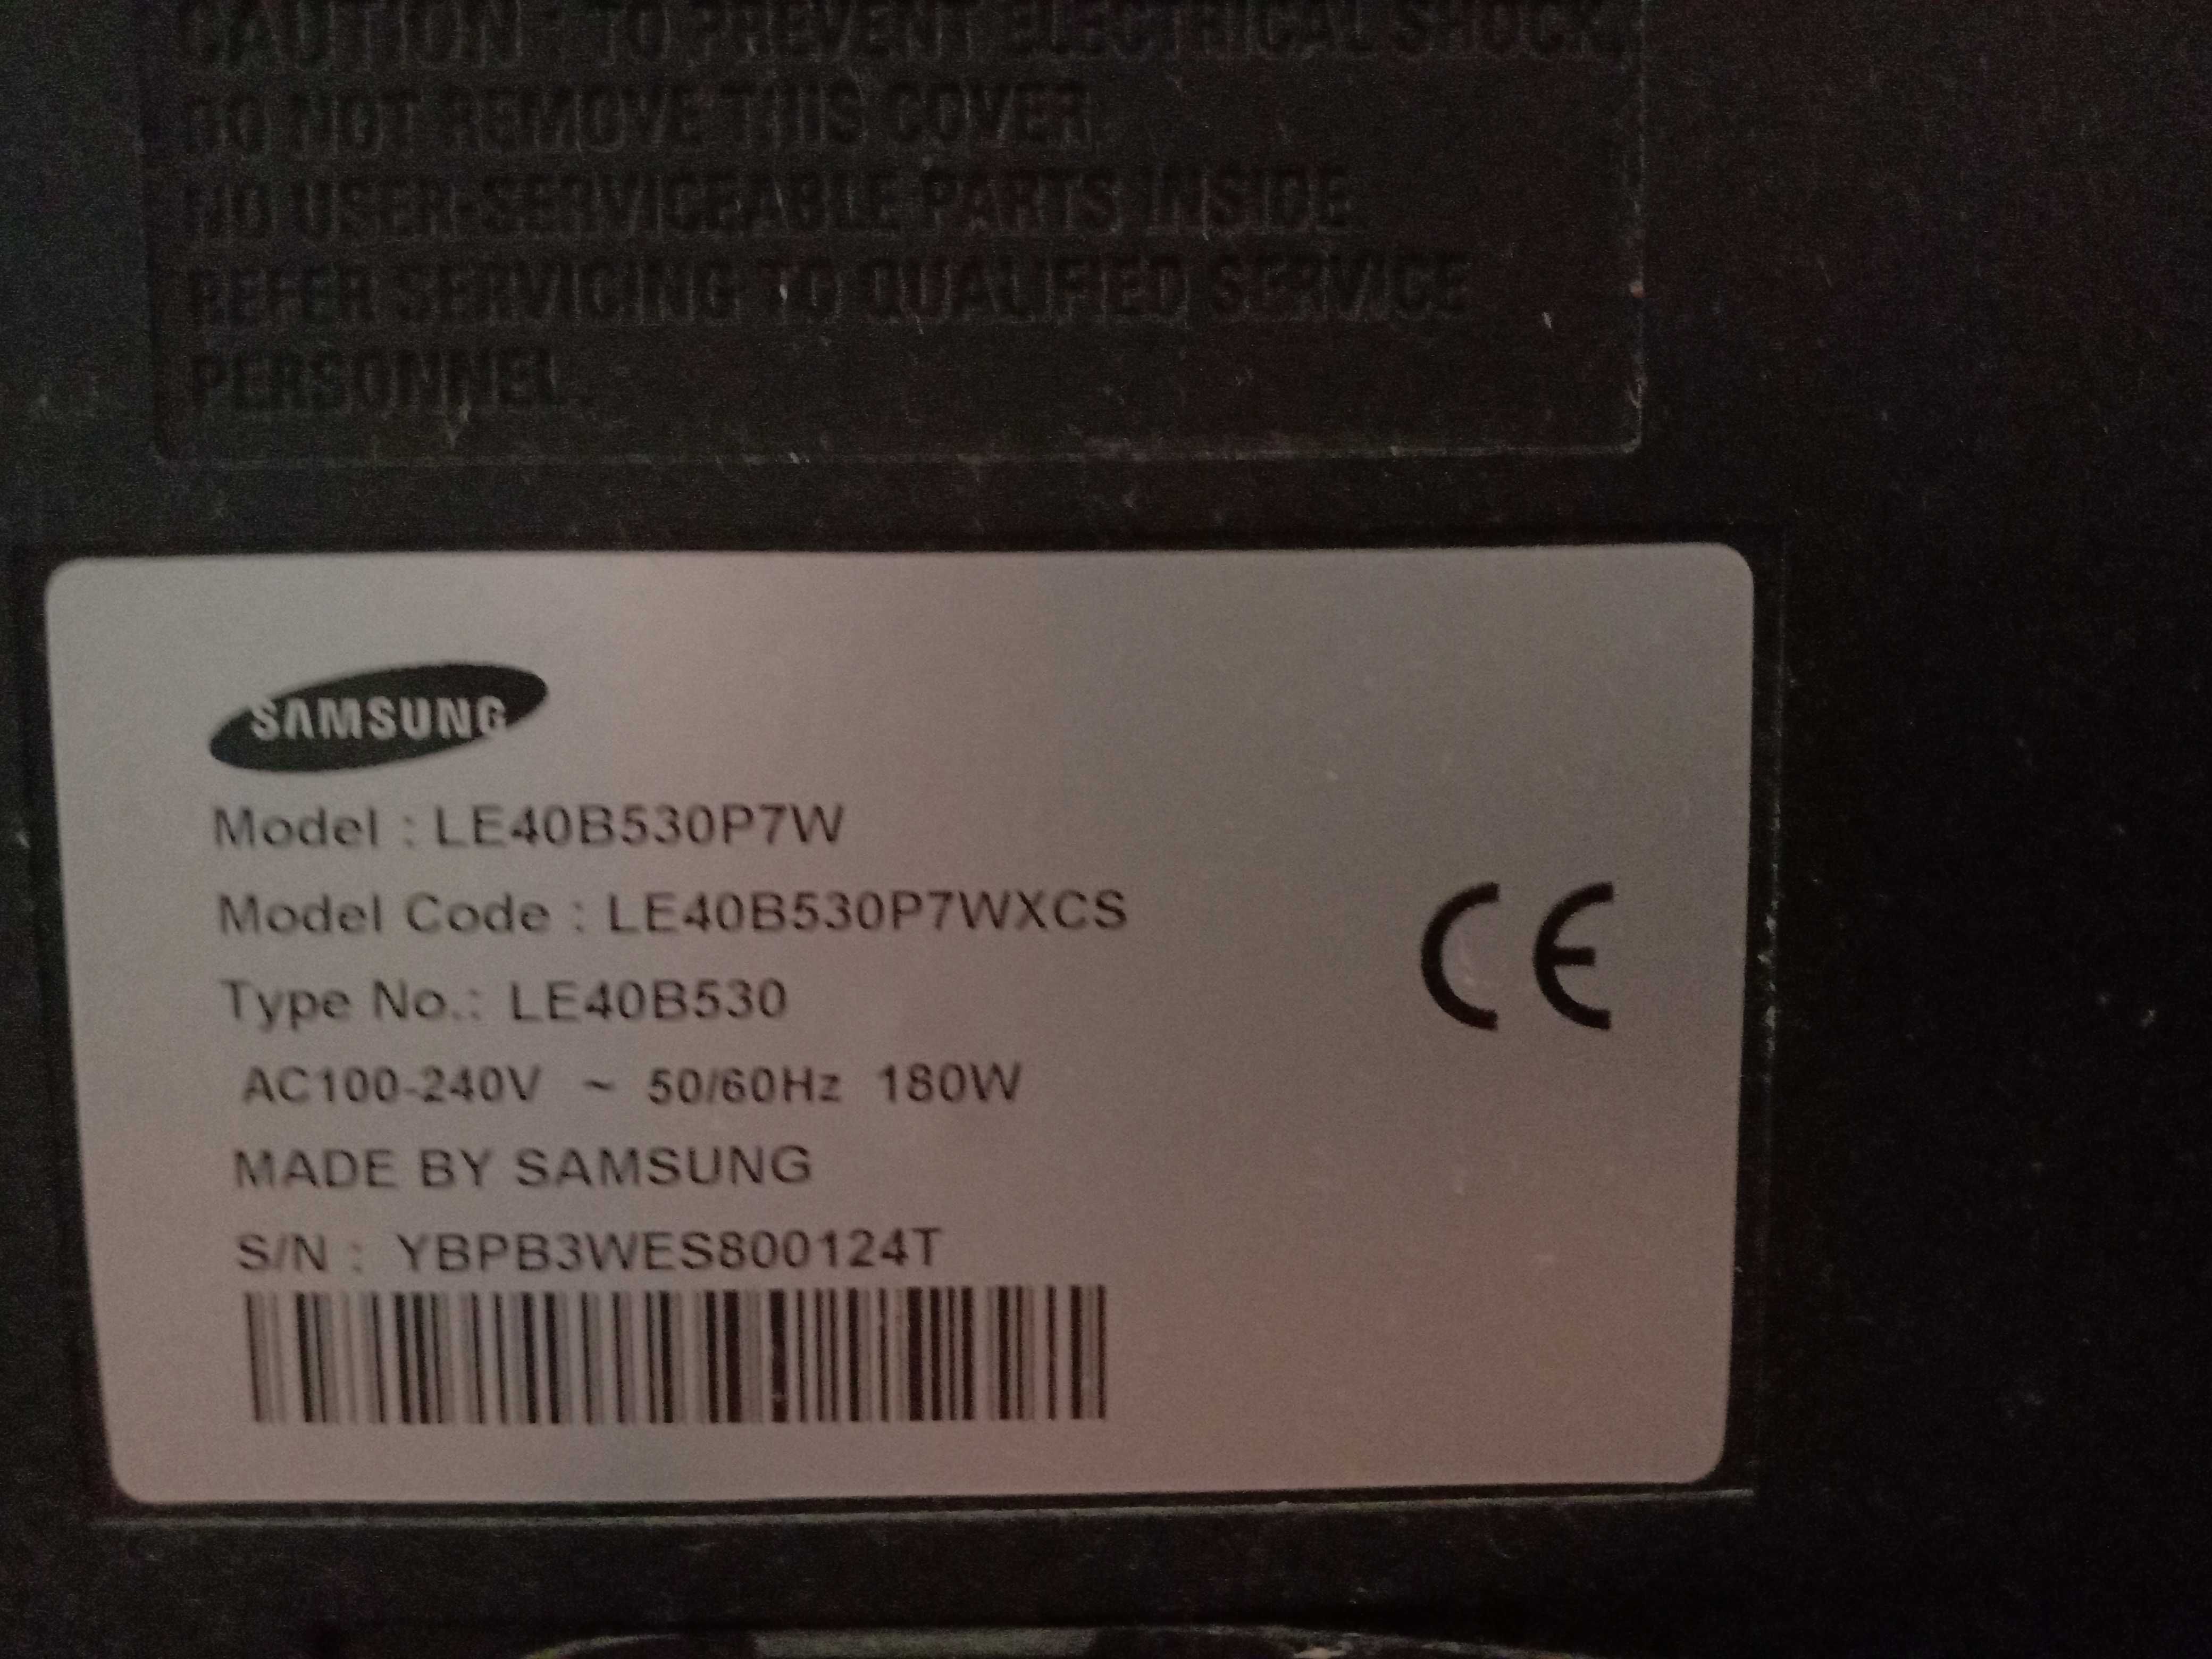 CAUTION : TO PREVENT ELECTRICAL SHOCK,
DO NOT REMOVE THIS COVER.
NO USER-SERVICEABLE PARTS INSIDE.
REFER SERVICING TO QUALIFIED SERVICE
PERSONNEL.
SAMSUNG
Model : LE40B530P7W
Model Code : LE40B530P7WXCS
Type No.: LE40B530
AC100-240V ~ 50/60Hz 180W
MADE BY SAMSUNG
S/N : YBPB3WES800124T
CE